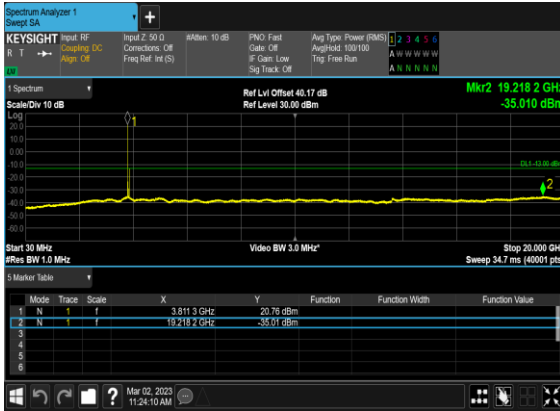 Spectrum Analyzer 1
Swept SA
+
KEYSIGHT Input: RF Input Z: 50 Ω #Atten: 10 dB PNO: Fast Avg Type: Power (RMS) 1 2 3 4 5 6
R T Coupling: DC Corrections: Off Gate: Off Avg|Hold: 100/100 A W W W W W
Align: Off Freq Ref: Int (S) IF Gain: Low Trig: Free Run
Sig Track: Off A N N N N N
1 Spectrum
Ref Lvl Offset 40.17 dB Mkr2 19.218 2 GHz
Scale/Div 10 dB Ref Level 30.00 dBm -35.010 dBm
Log
1
20.0
10.0
0.00
-10.0
DL1 -13.00 dBm
-20.0
-30.0
2
-40.0
-50.0
-60.0
Start 30 MHz Video BW 3.0 MHz* Stop 20.000 GH
#Res BW 1.0 MHz Sweep 34.7 ms (40001 pts
5 Marker Table
Mode Trace Scale X Y Function Function Width Function Value
1 N 1 f 3.811 3 GHz 20.76 dBm
2 N 1 f 19.218 2 GHz -35.01 dBm
3
4
5
6
? Mar 02, 2023
11:24:10 AM